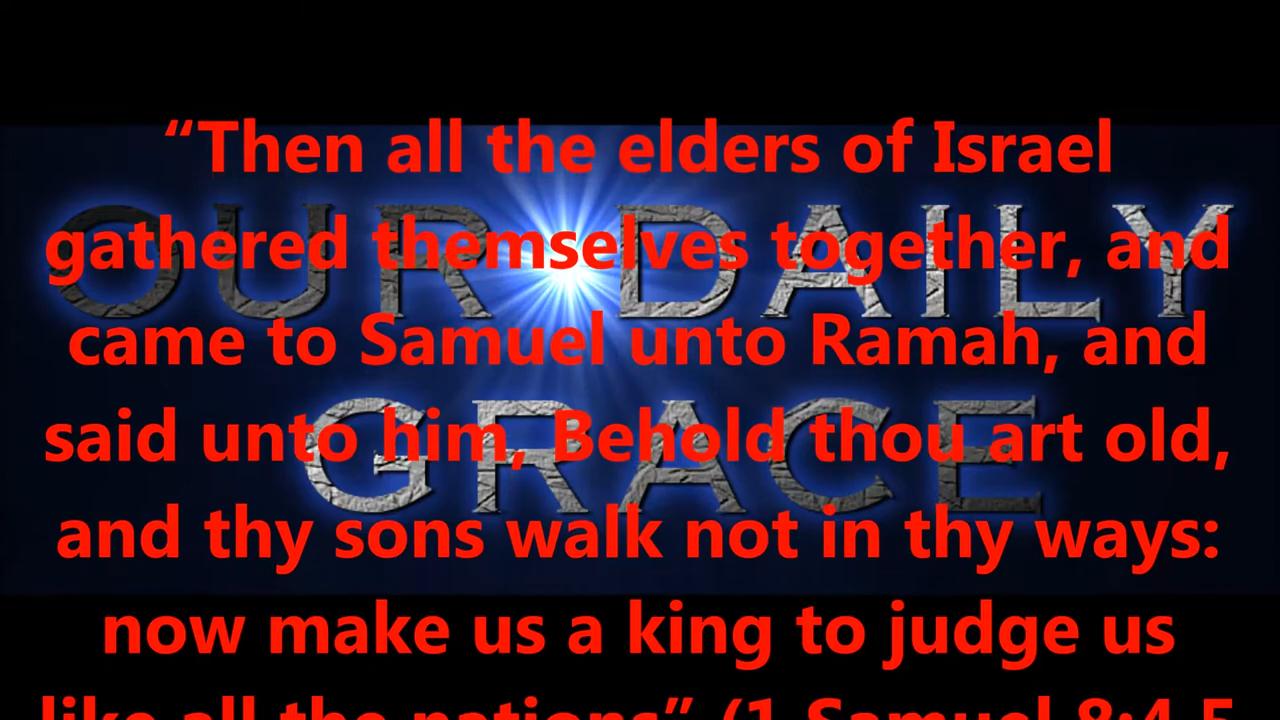 “Then all the elders of Israel
gathered themselves together, and
came to Samuel unto Ramah, and
said unto him, Behold thou art old,
and thy sons walk not in thy ways:
now make us a king to judge us
like all the nations” (1 Samuel 8:4,5
OUR DAILY
GRACE